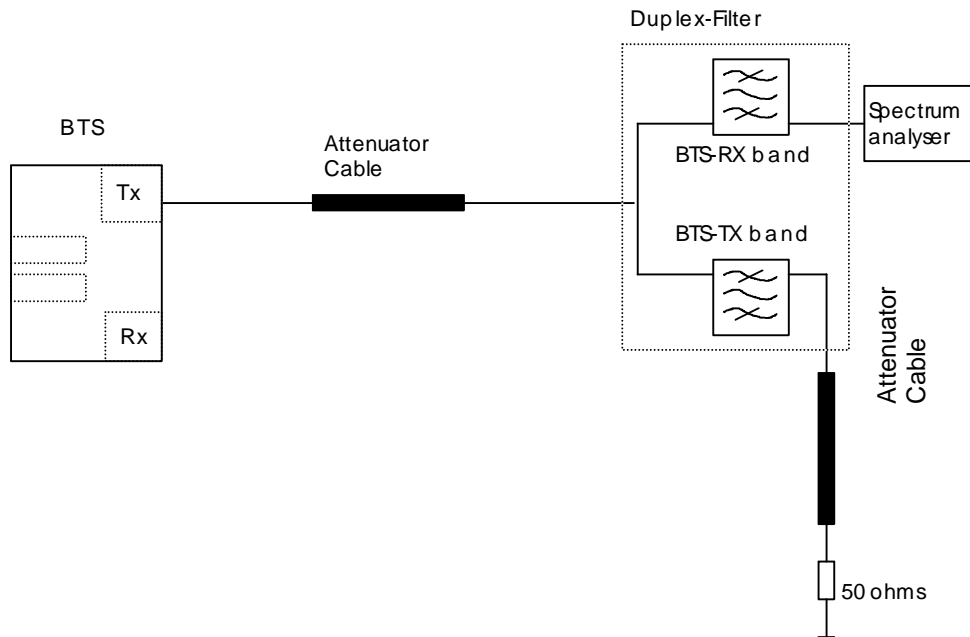 Duplex-Filter
BTS
Attenuator
Cable
Tx
Rx
BTS-RX band
Spectrum
analyser
BTS-TX band
Attenuator
Cable
50 ohms